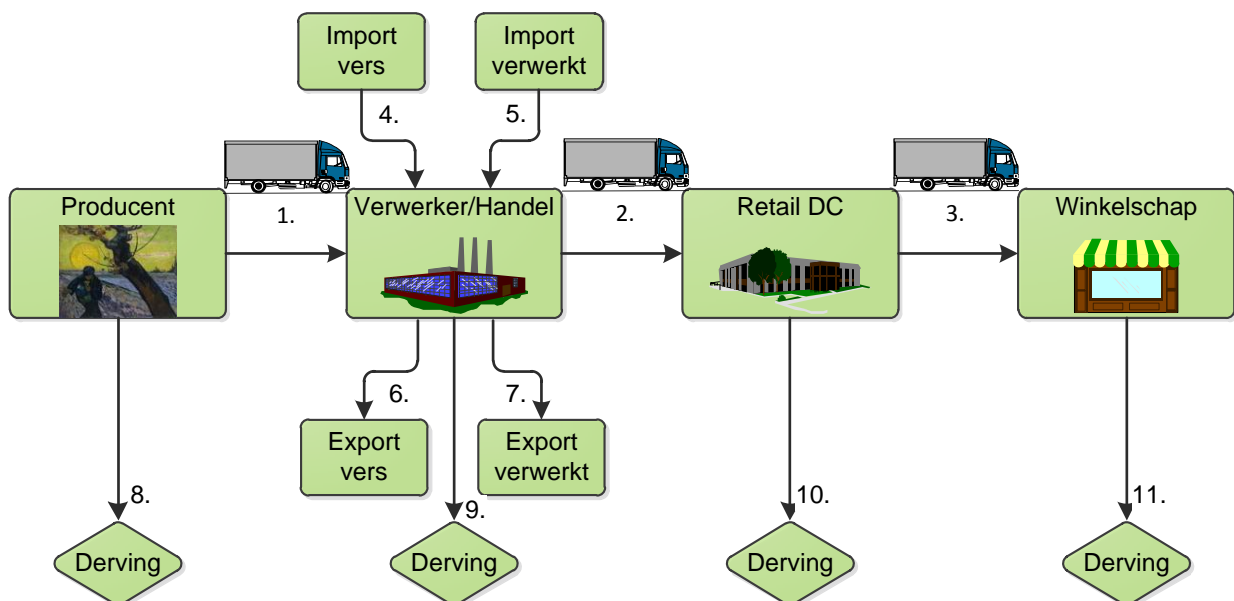 Import
vers
Import
verwerkt
4.
5.
Producent
1.
Verwerker/Handel
2.
Retail DC
3.
Winkelschap
6.
7.
Export
vers
Export
verwerkt
8.
9.
10.
11.
Derving
Derving
Derving
Derving